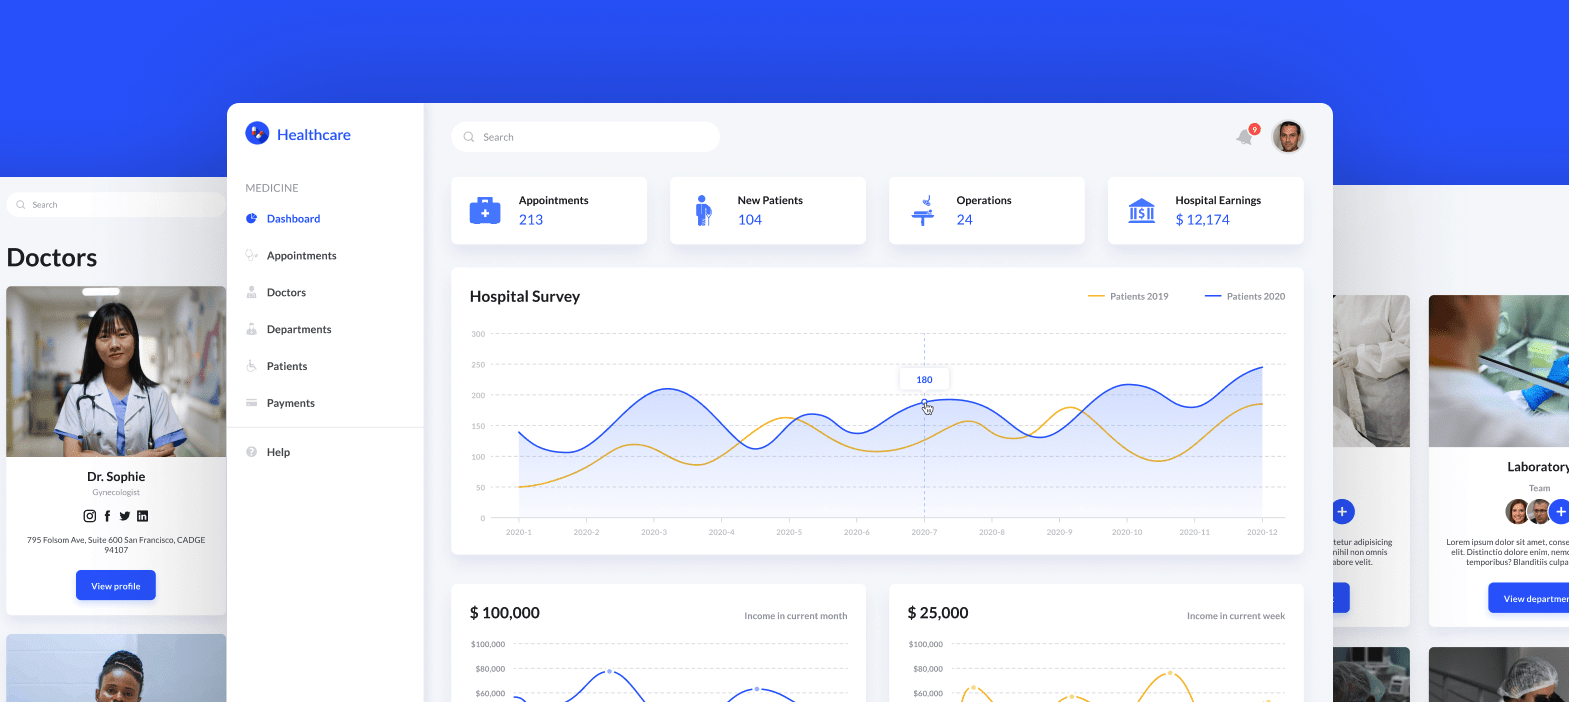 Search
Doctors
Dr. Sophie
Gynecologist
795 Folsom Ave, Suite 600 San Francisco, CADGE
94107
View profile
Healthcare
MEDICINE
Dashboard
Appointments
Doctors
Departments
Patients
Payments
Help
Search
9
Appointments
213
New Patients
104
Operations
24
Hospital Earnings
$ 12,174
Hospital Survey
Patients 2019
Patients 2020
300
250
200
150
100
50
0
180
2020-1
2020-2
2020-3
2020-4
2020-5
2020-6
2020-7
2020-8
2020-9
2020-10
2020-11
2020-12
$ 100,000
Income in current month
$100,000
$80,000
$60,000
$ 25,000
Income in current week
$100,000
$80,000
$60,000
tetur adipisicing
nihil non omnis
abore velit.
Laboratory
Team
Lorem ipsum dolor sit amet, conse
elit. Distinctio dolore enim, nemo
temporibus? Blanditiis culpa
View departmen